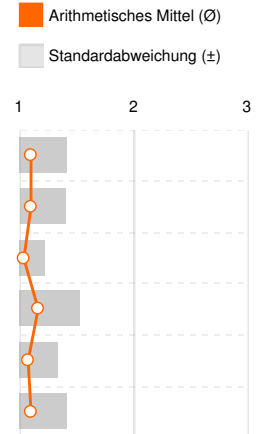 Arithmetisches Mittel (Ø)
Standardabweichung (±)
1 2 3